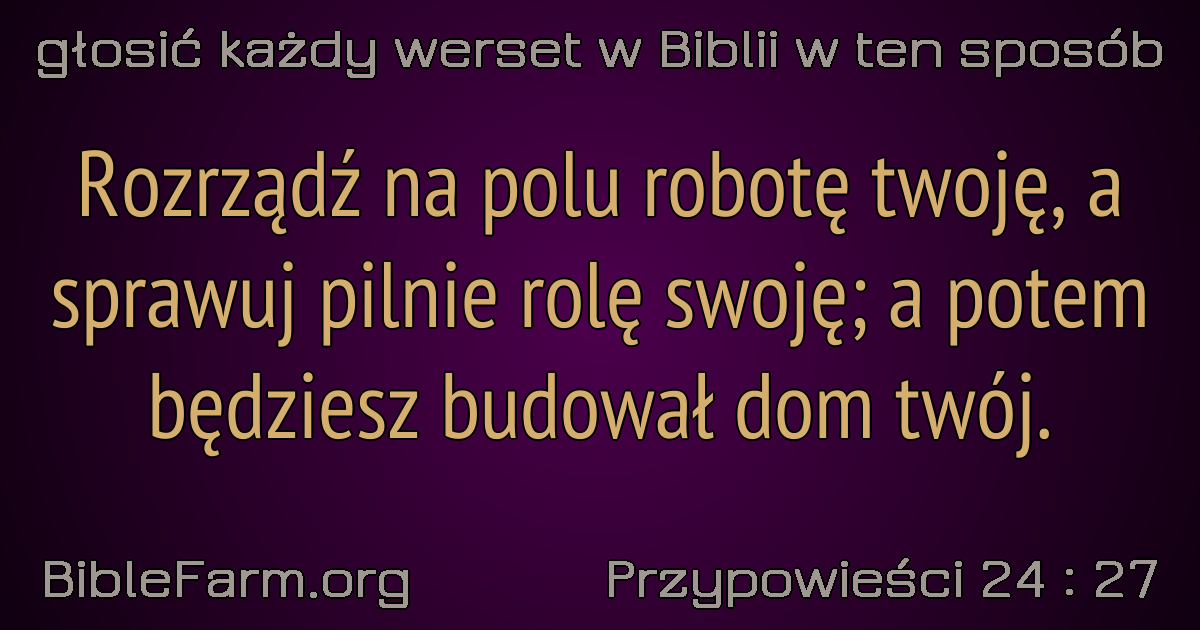 głosić każdy werset w Biblii w ten sposób
Rozrządź na polu robotę twoję, a
sprawuj pilnie rolę swoję; a potem
będziesz budował dom twój.
BibleFarm.org
Przypowieści 24 : 27